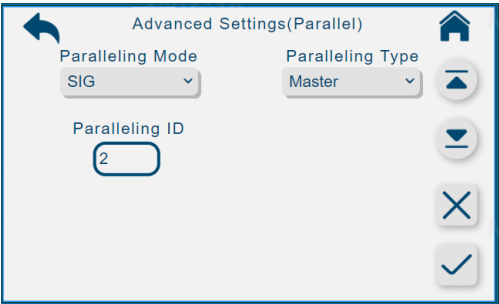 Advanced Settings(Parallel)
Paralleling Mode
Paralleling Type
SIG
Master
Paralleling ID
2